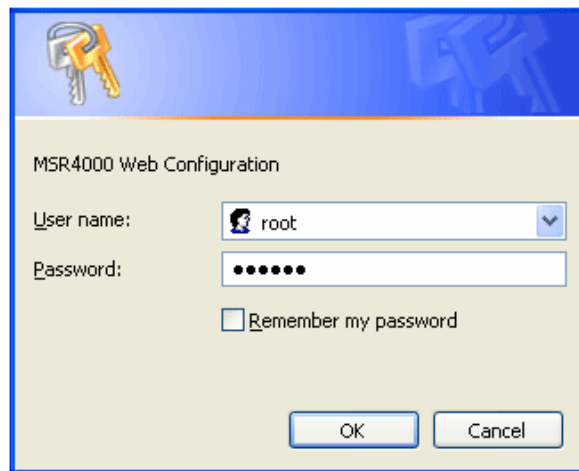 MSR4000 Web Configuration
User name: root
Password: ●●●●●●
Remember my password
OK Cancel